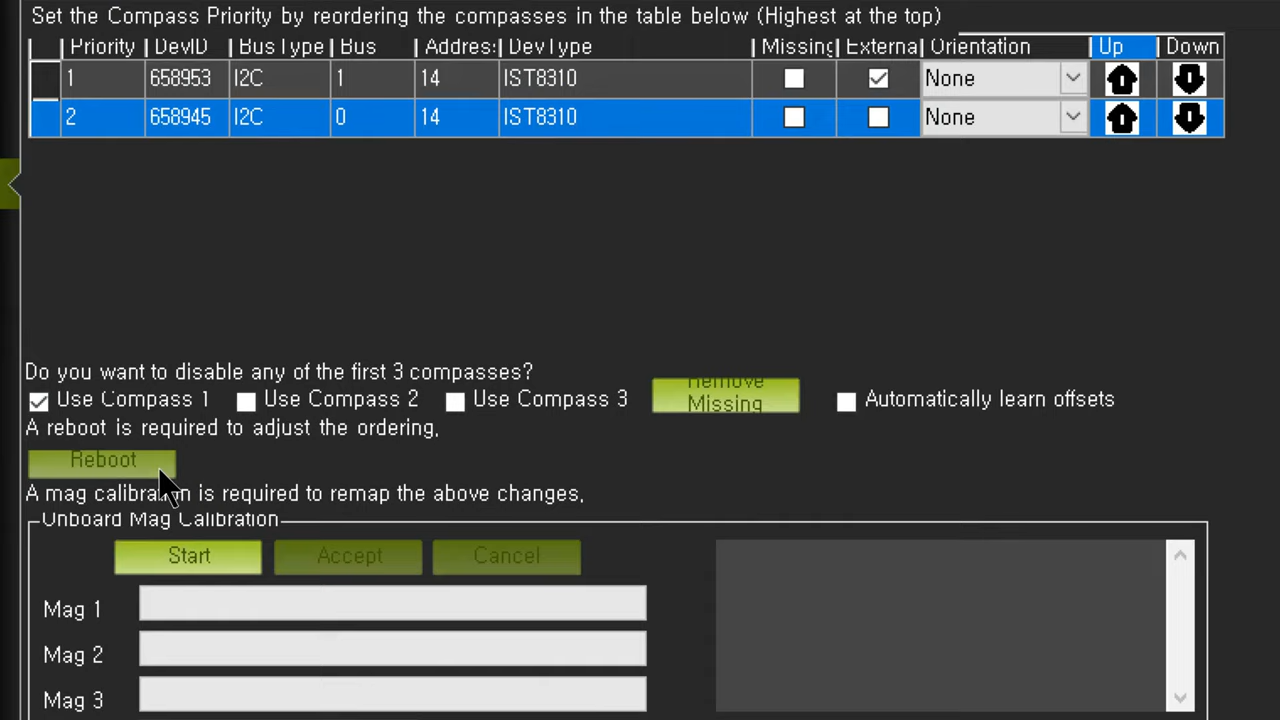 Set the Compass Priority by reordering the compasses in the table below (Highest at the top)
Priority DevID BusType Bus Address DevType Missing Externa Orientation Up Down
1 658953 I2C 1 14 IST8310 None
2 658945 I2C 0 14 IST8310 None
Do you want to disable any of the first 3 compasses?
Use Compass 1 Use Compass 2 Use Compass 3 Remove Missing Automatically learn offsets
A reboot is required to adjust the ordering.
Reboot
A mag calibration is required to remap the above changes.
Onboard Mag Calibration
Start Accept Cancel
Mag 1
Mag 2
Mag 3